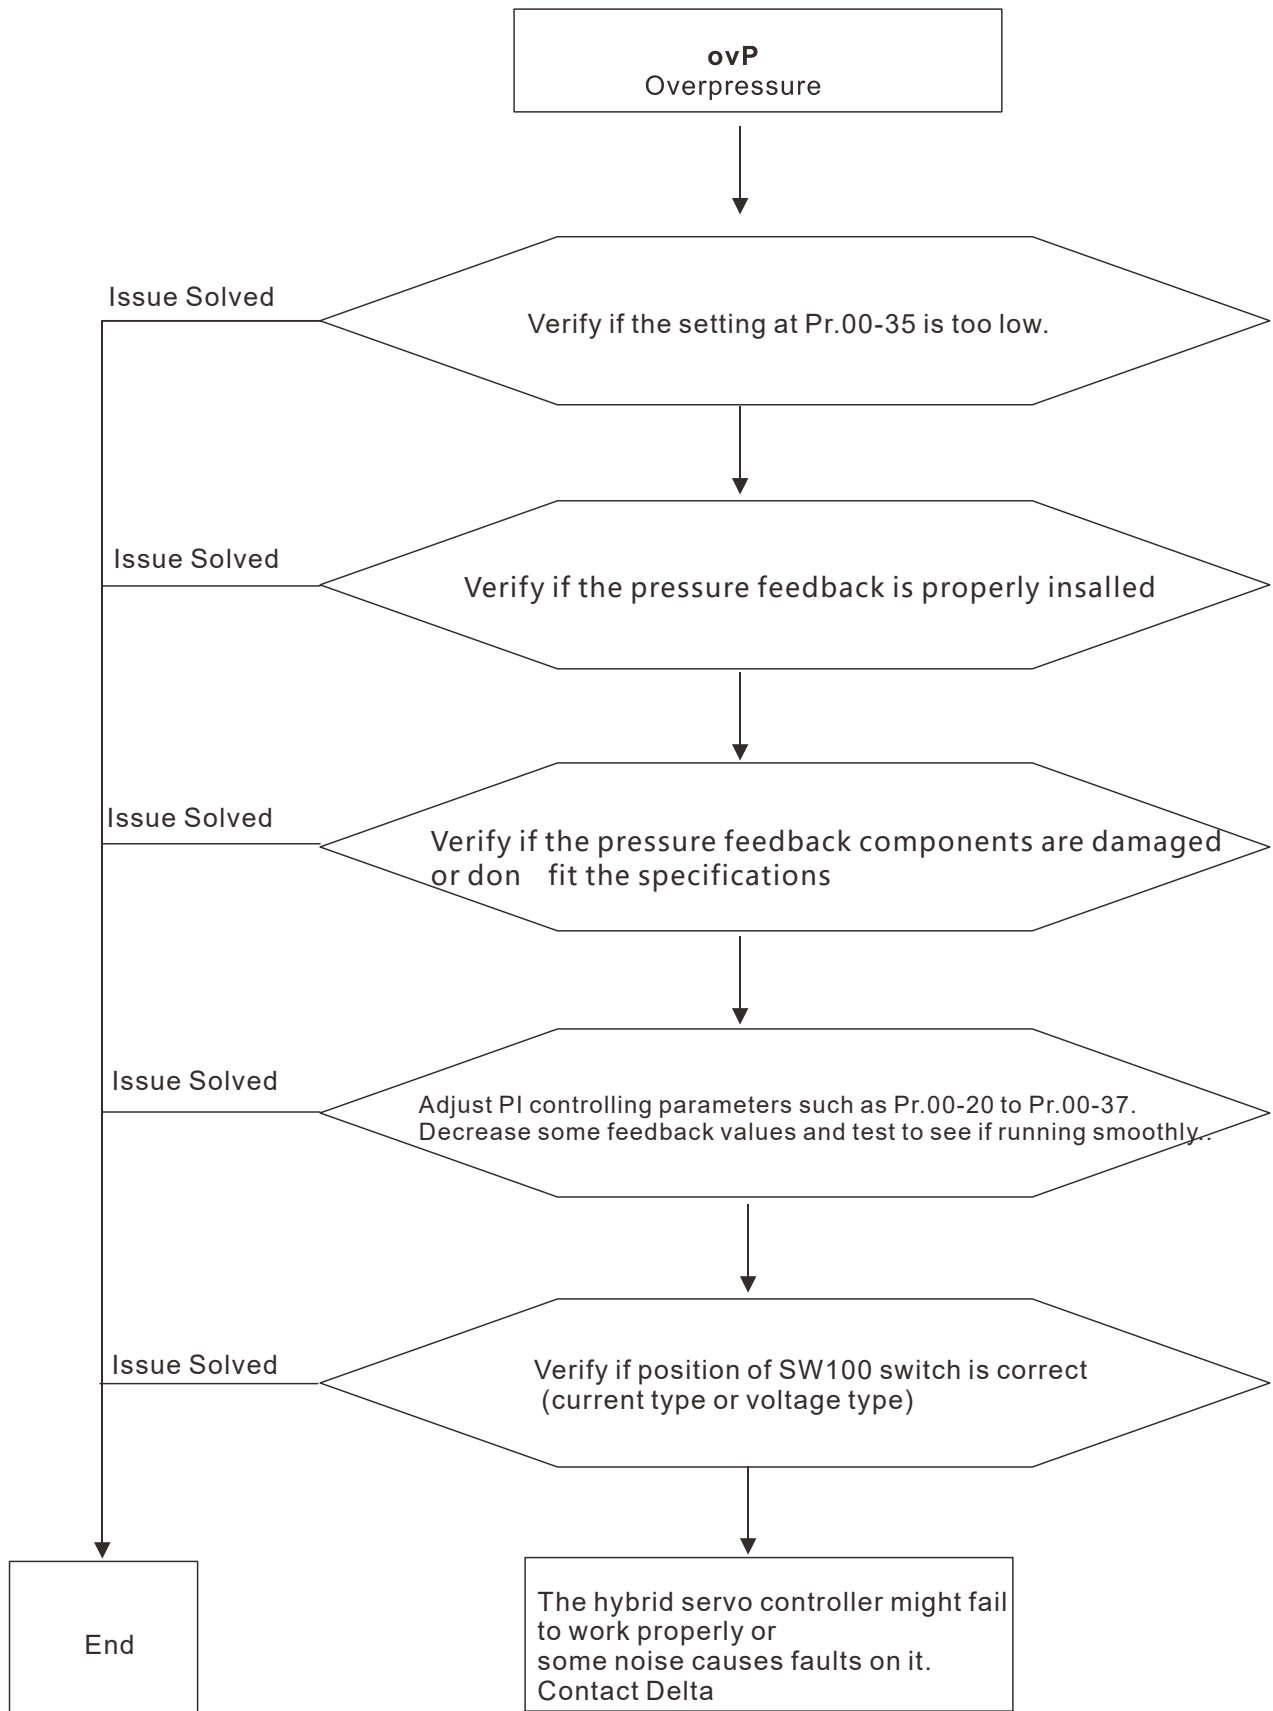 ovP
Overpressure
Issue Solved
Verify if the setting at Pr.00-35 is too low.
Issue Solved
Verify if the pressure feedback is properly insalled
Issue Solved
Verify if the pressure feedback components are damaged
or don fit the specifications
Issue Solved
Adjust PI controlling parameters such as Pr.00-20 to Pr.00-37.
Decrease some feedback values and test to see if running smoothly..
Issue Solved
Verify if position of SW100 switch is correct
(current type or voltage type)
End
The hybrid servo controller might fail
to work properly or
some noise causes faults on it.
Contact Delta